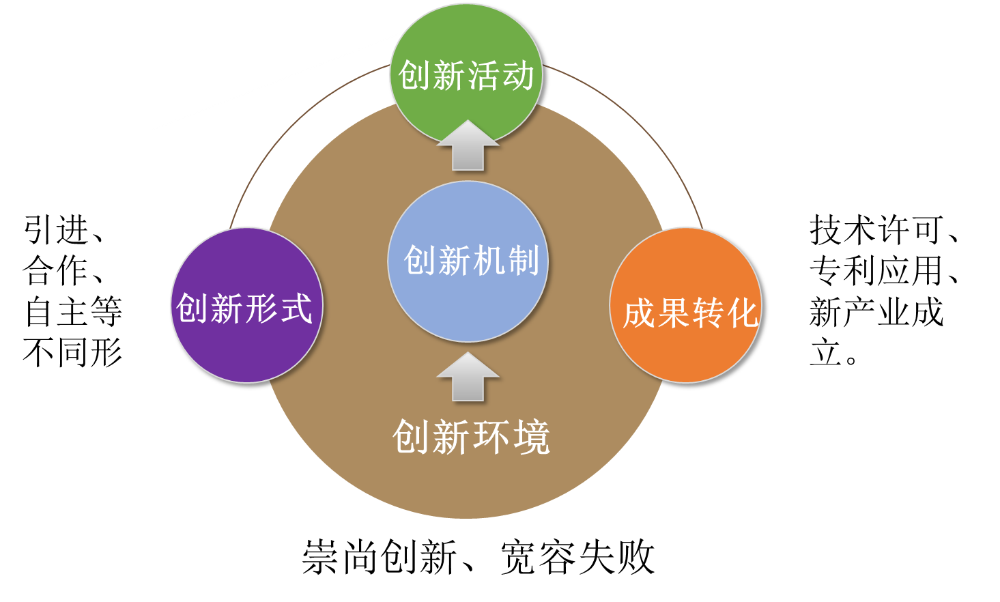 创新活动
创新机制
引进、
合作、
自主等
不同形
创新形式
成果转化
技术许可、
专利应用、
新产业成
立。
创新环境
崇尚创新、宽容失败